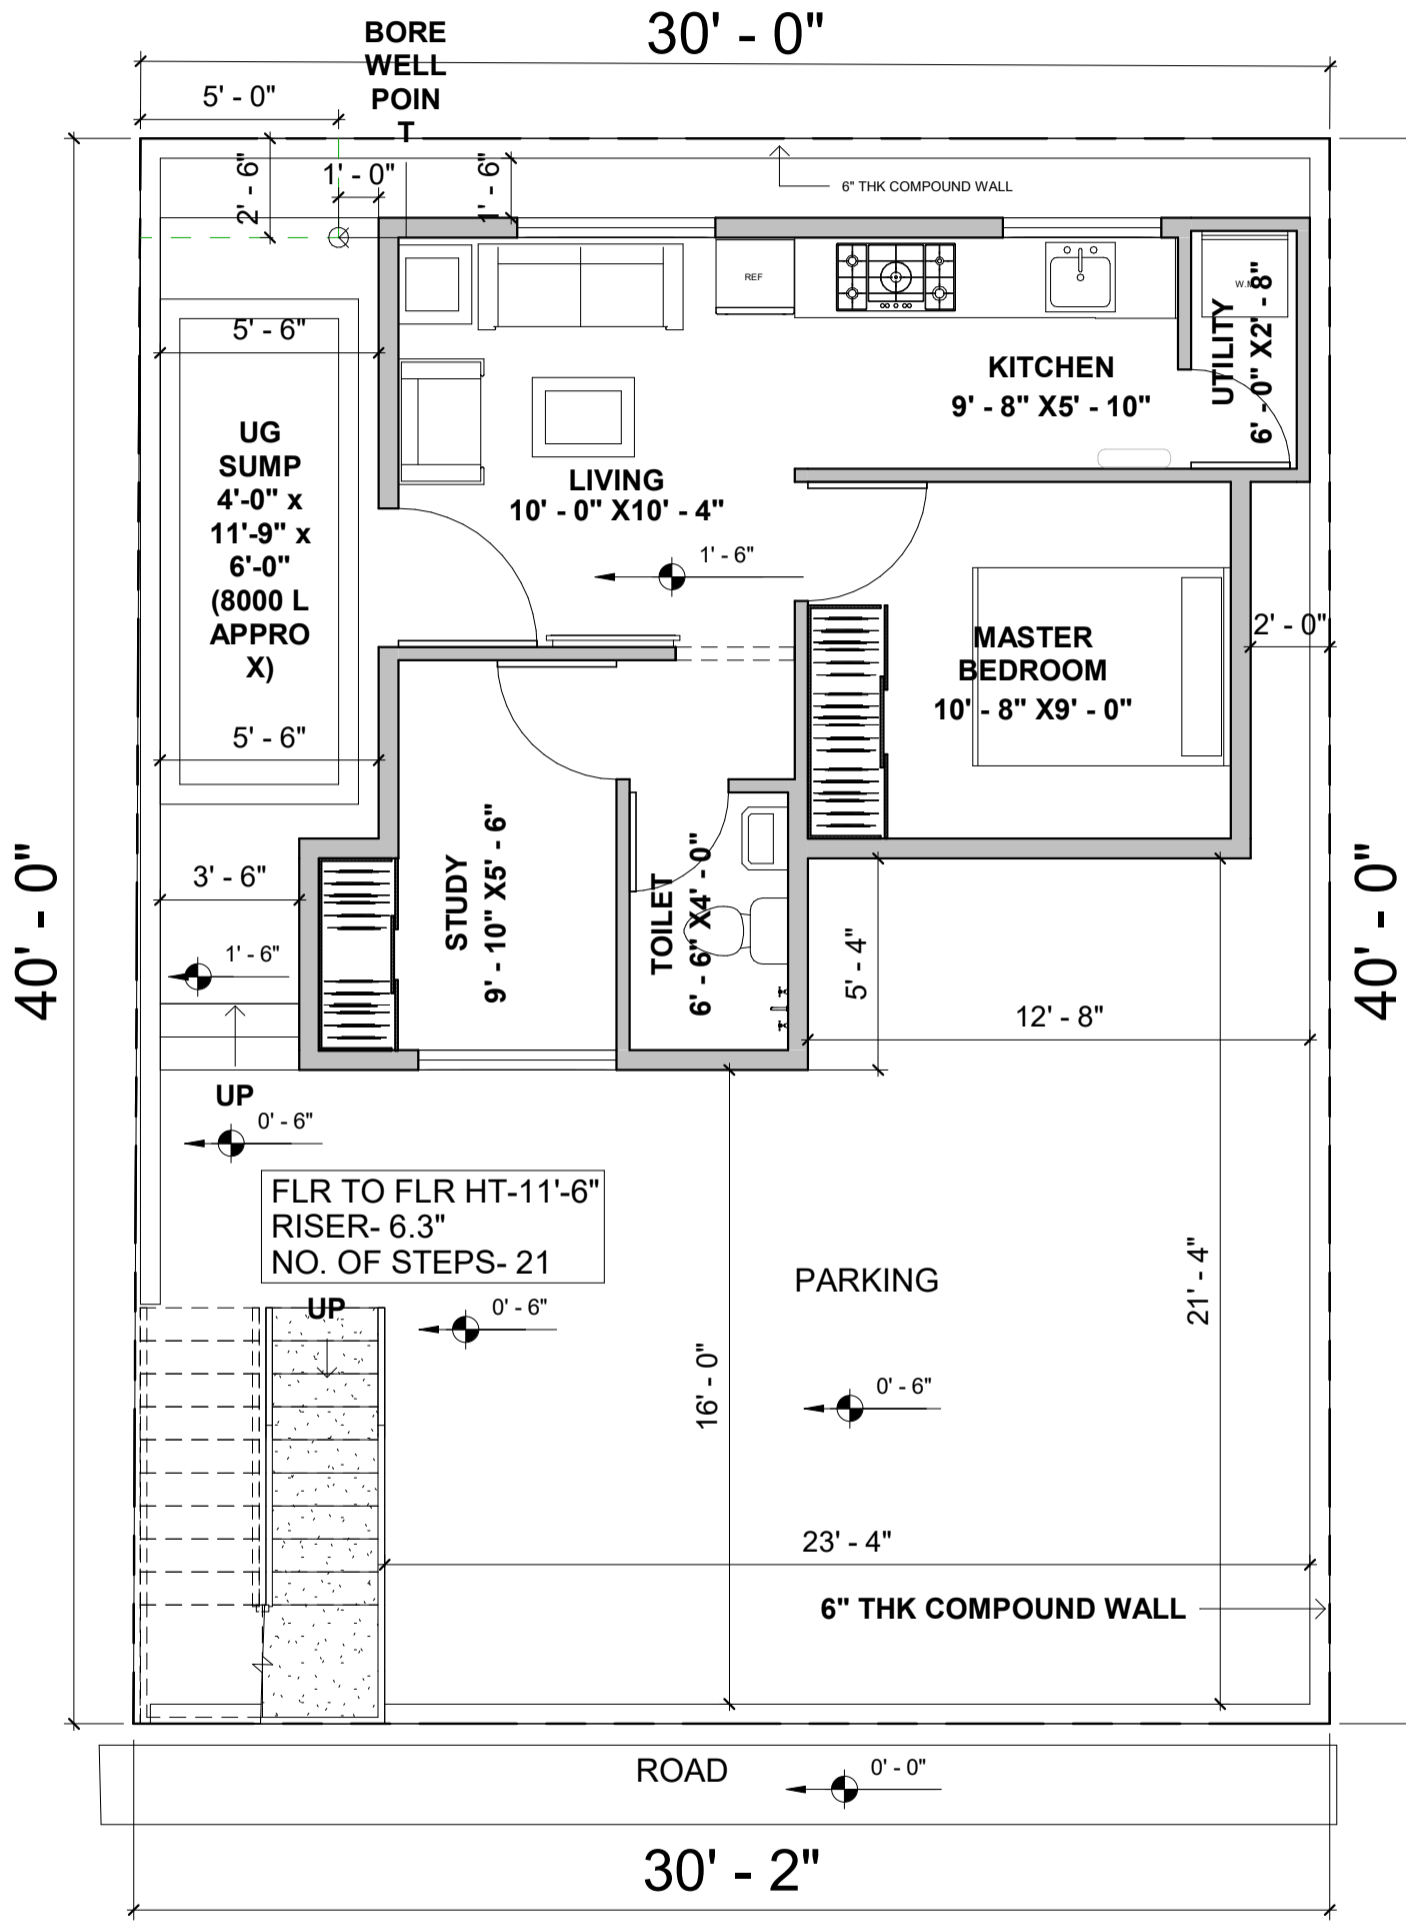 30' - 0"
BORE
WELL
POIN
T
5' - 0"
2' - 6"
1' - 0"
1' - 6"
6" THK COMPOUND WALL
REF
UTILITY
6' - 0" X2' - 8"
5' - 6"
KITCHEN
9' - 8" X5' - 10"
UG
SUMP
4'-0" x
11'-9" x
6'-0"
(8000 L
APPRO
X)
LIVING
10' - 0" X10' - 4"
1' - 6"
MASTER
BEDROOM
10' - 8" X9' - 0"
2' - 0"
5' - 6"
3' - 6"
STUDY
9' - 10" X5' - 6"
TOILET
6' - 6" X4' - 0"
40' - 0"
40' - 0"
1' - 6"
5' - 4"
12' - 8"
UP
0' - 6"
FLR TO FLR HT-11'-6"
RISER- 6.3"
NO. OF STEPS- 21
UP
0' - 6"
PARKING
21' - 4"
16' - 0"
0' - 6"
23' - 4"
6" THK COMPOUND WALL
ROAD
0' - 0"
30' - 2"